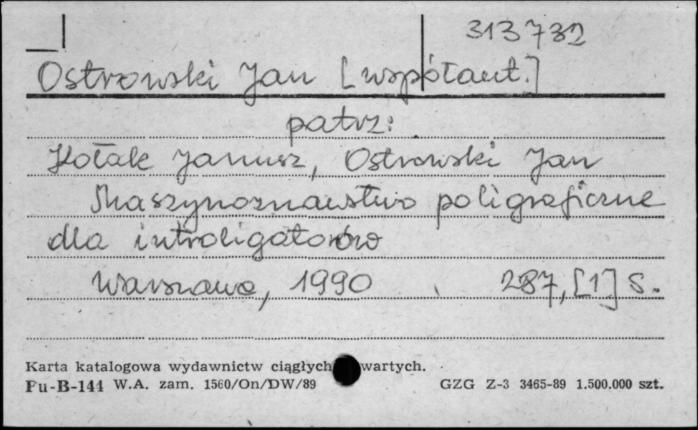 313732
Ostrowski Jan [współaut.]
patrz:
Kołak Janusz, Ostrowski Jan
Maszynoznawstwo poligraficzne
dla introligatorów
Warszawa, 1990 287, [1] s.
Karta katalogowa wydawnictw ciągłych wartych.
Pu-B-144 W.A. zam. 1560/On/DW/89 GZG Z-3 3465-89 1.500.000 szt.